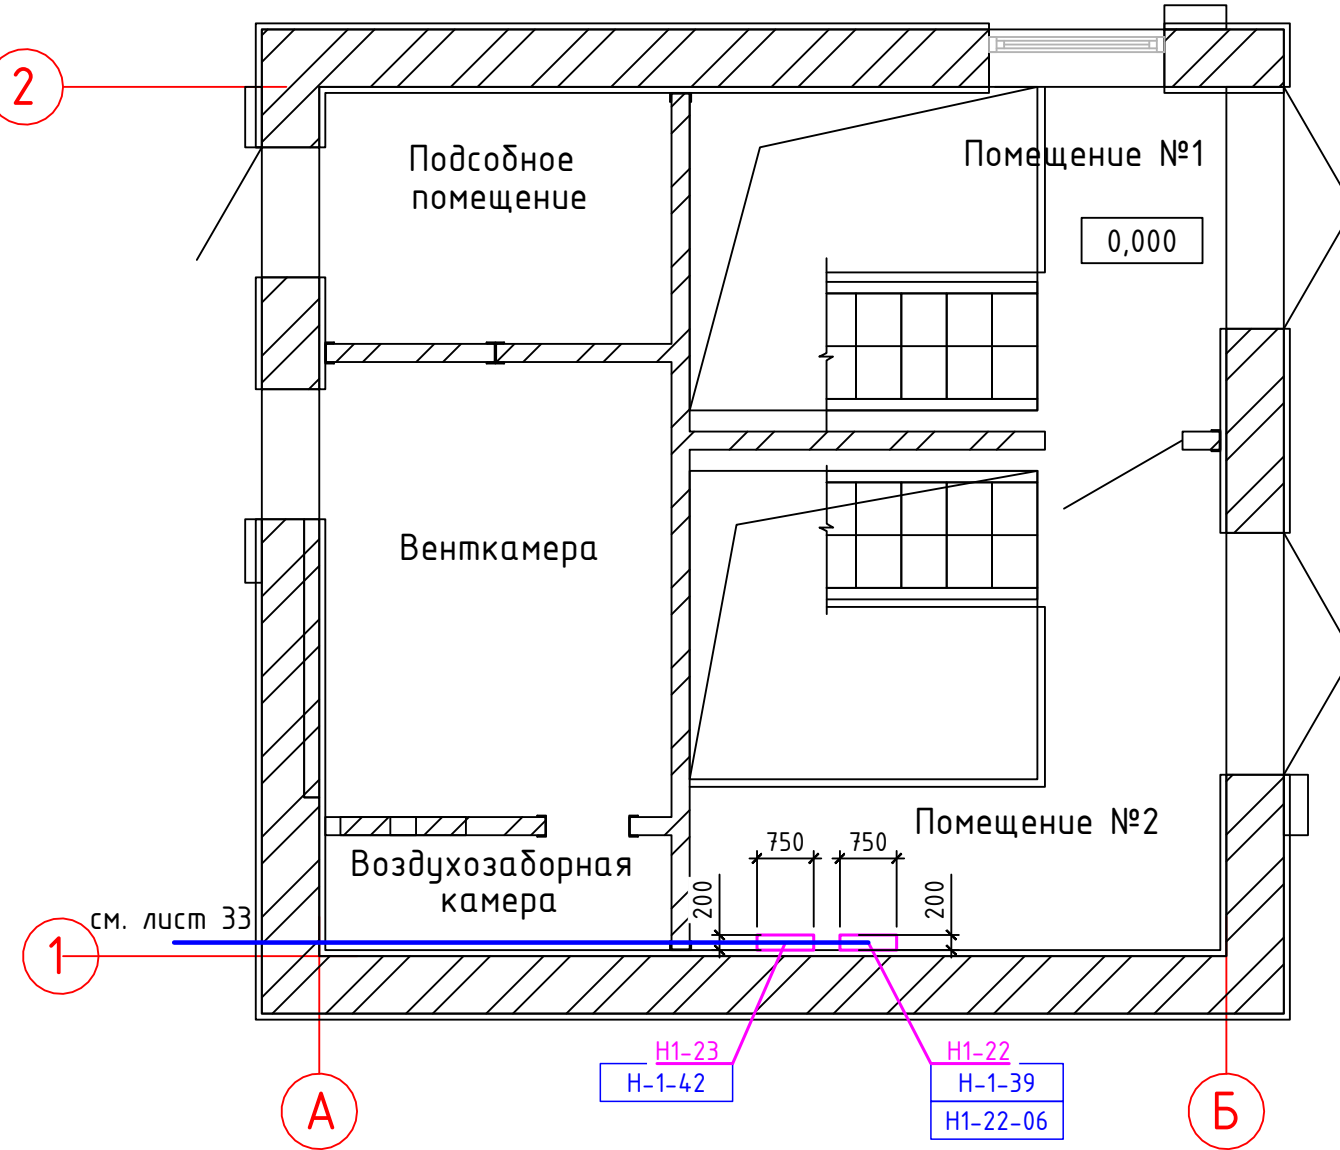 2
Подсобное
помещение
Помещение №1
0,000
Венткамера
Помещение №2
750
750
Воздухозаборная
камера
200
200
см. лист 33
1
Н1-23
Н-1-42
Н1-22
Н-1-39
Н1-22-06
А
Б